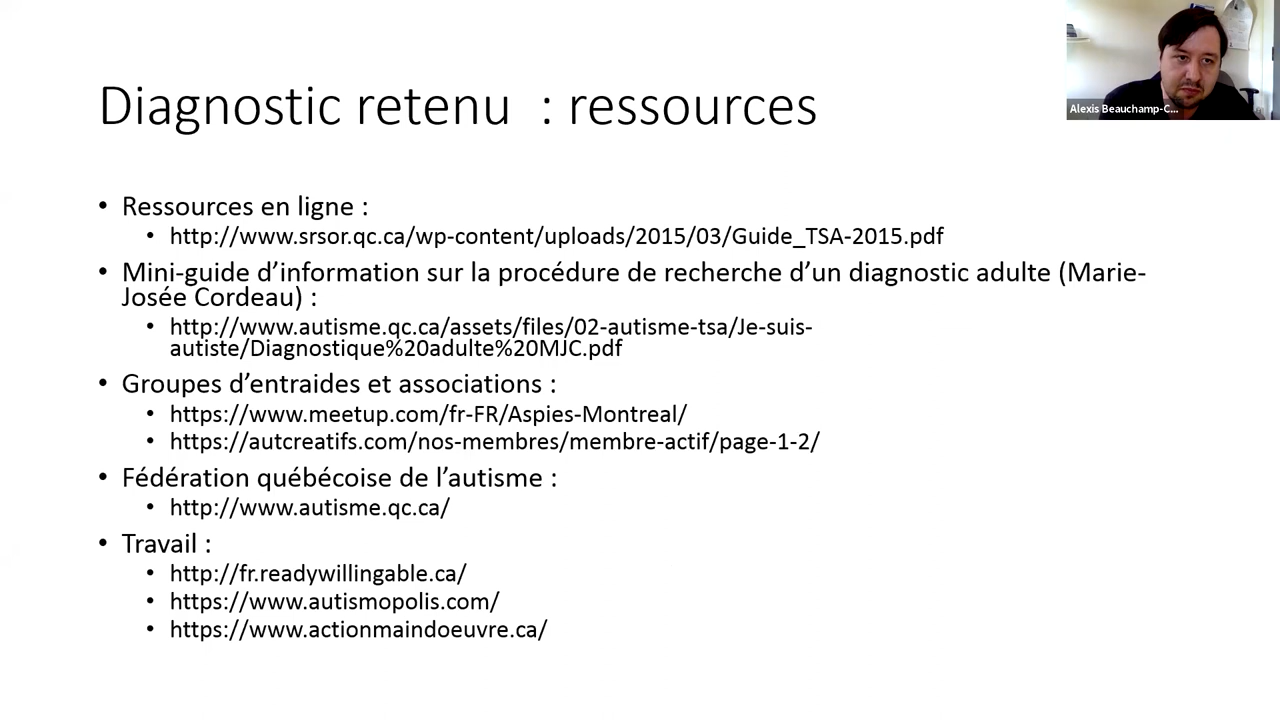 Diagnostic retenu  : ressources
Alexis Beauchamp-C...
• Ressources en ligne :
• http://www.srsor.qc.ca/wp-content/uploads/2015/03/Guide_TSA-2015.pdf
• Mini-guide d’information sur la procédure de recherche d’un diagnostic adulte (Marie-
Josée Cordeau) :
• http://www.autisme.qc.ca/assets/files/02-autisme-tsa/Je-suis-
autiste/Diagnostique%20adulte%20MJC.pdf
• Groupes d’entraides et associations :
• https://www.meetup.com/fr-FR/Aspies-Montreal/
• https://autcreatifs.com/nos-membres/membre-actif/page-1-2/
• Fédération québécoise de l’autisme :
• http://www.autisme.qc.ca/
• Travail :
• http://fr.readywillingable.ca/
• https://www.autismopolis.com/
• https://www.actionmaindoeuvre.ca/